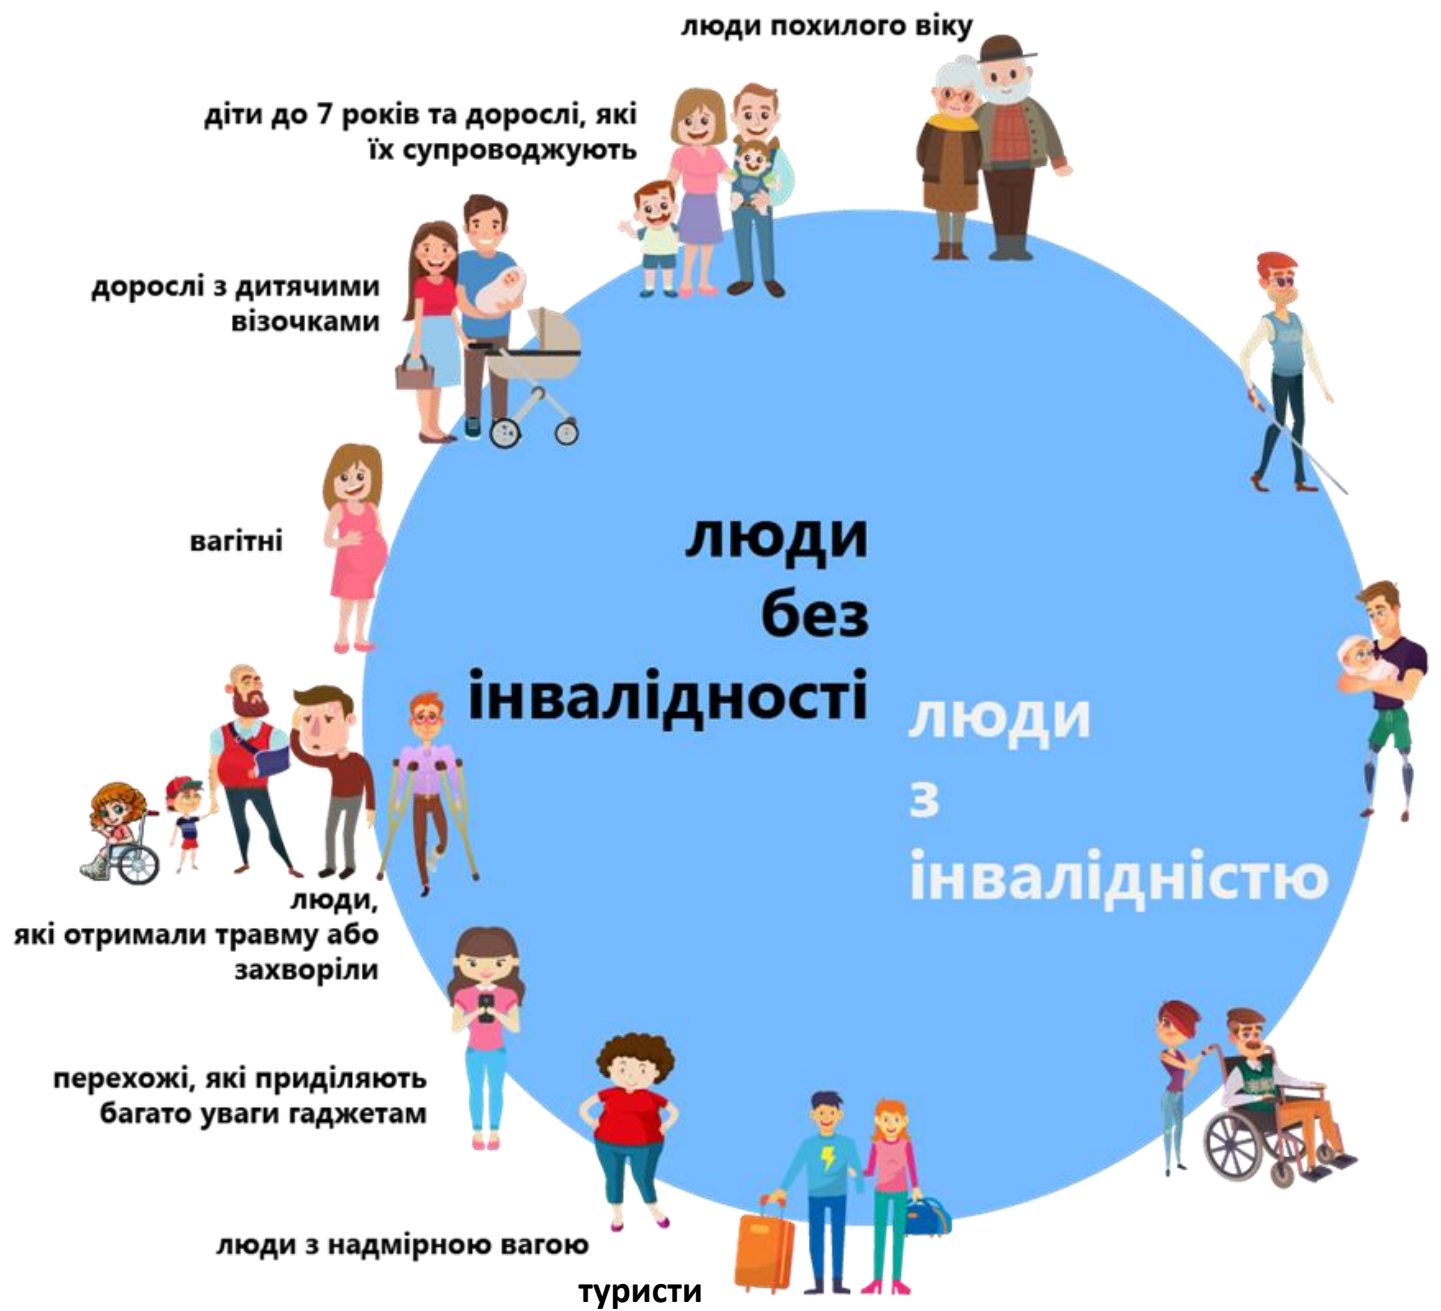 люди похилого віку
діти до 7 років та дорослі, які
їх супроводжують
дорослі з дитячими
візочками
вагітні
люди
без
інвалідності
люди
з
інвалідністю
люди,
які отримали травму або
захворіли
перехожі, які приділяють
багато уваги гаджетам
люди з надмірною вагою
туристи